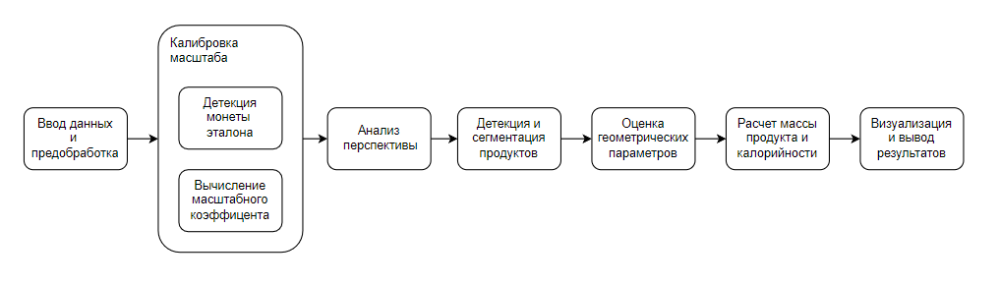 Ввод данных
и
предобработка
Калибровка
масштаба
Детекция
монеты
эталона
Вычисление
масштабного
коэффицента
Анализ
перспективы
Детекция и
сегментация
продуктов
Оценка
геометрических
параметров
Расчет массы
продукта и
калорийности
Визуализация
и вывод
результатов